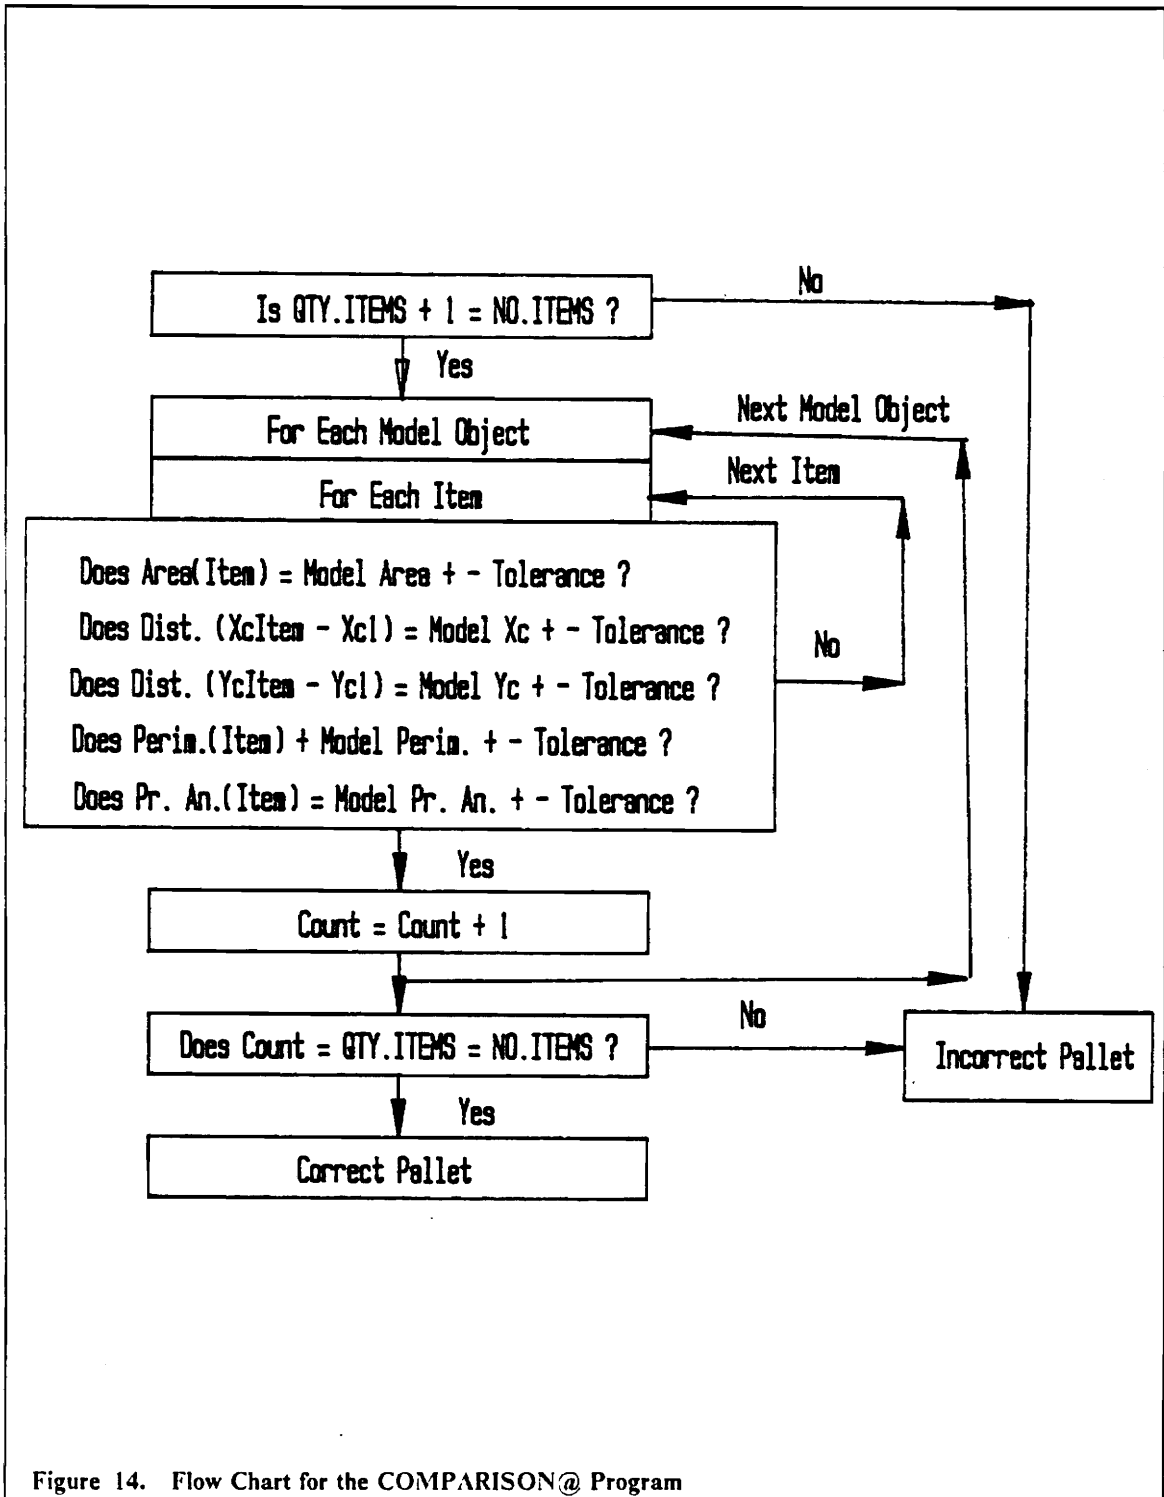 No
Is QTY.ITEMS + 1 = NO.ITEMS ?
Yes
Next Model Object
For Each Model Object
Next Item
For Each Item
Does Area(Item) = Model Area + - Tolerance ?
Does Dist. (XcItem - Xc1) = Model Xc + - Tolerance ?
No
Does Dist. (YcItem - Yc1) = Model Yc + - Tolerance ?
Does Perim.(Item) + Model Perim. + - Tolerance ?
Does Pr. An.(Item) = Model Pr. An. + - Tolerance ?
Yes
Count = Count + 1
No
Does Count = QTY.ITEMS = NO.ITEMS ?
Incorrect Pallet
Yes
Correct Pallet
Figure 14. Flow Chart for the COMPARISON@ Program